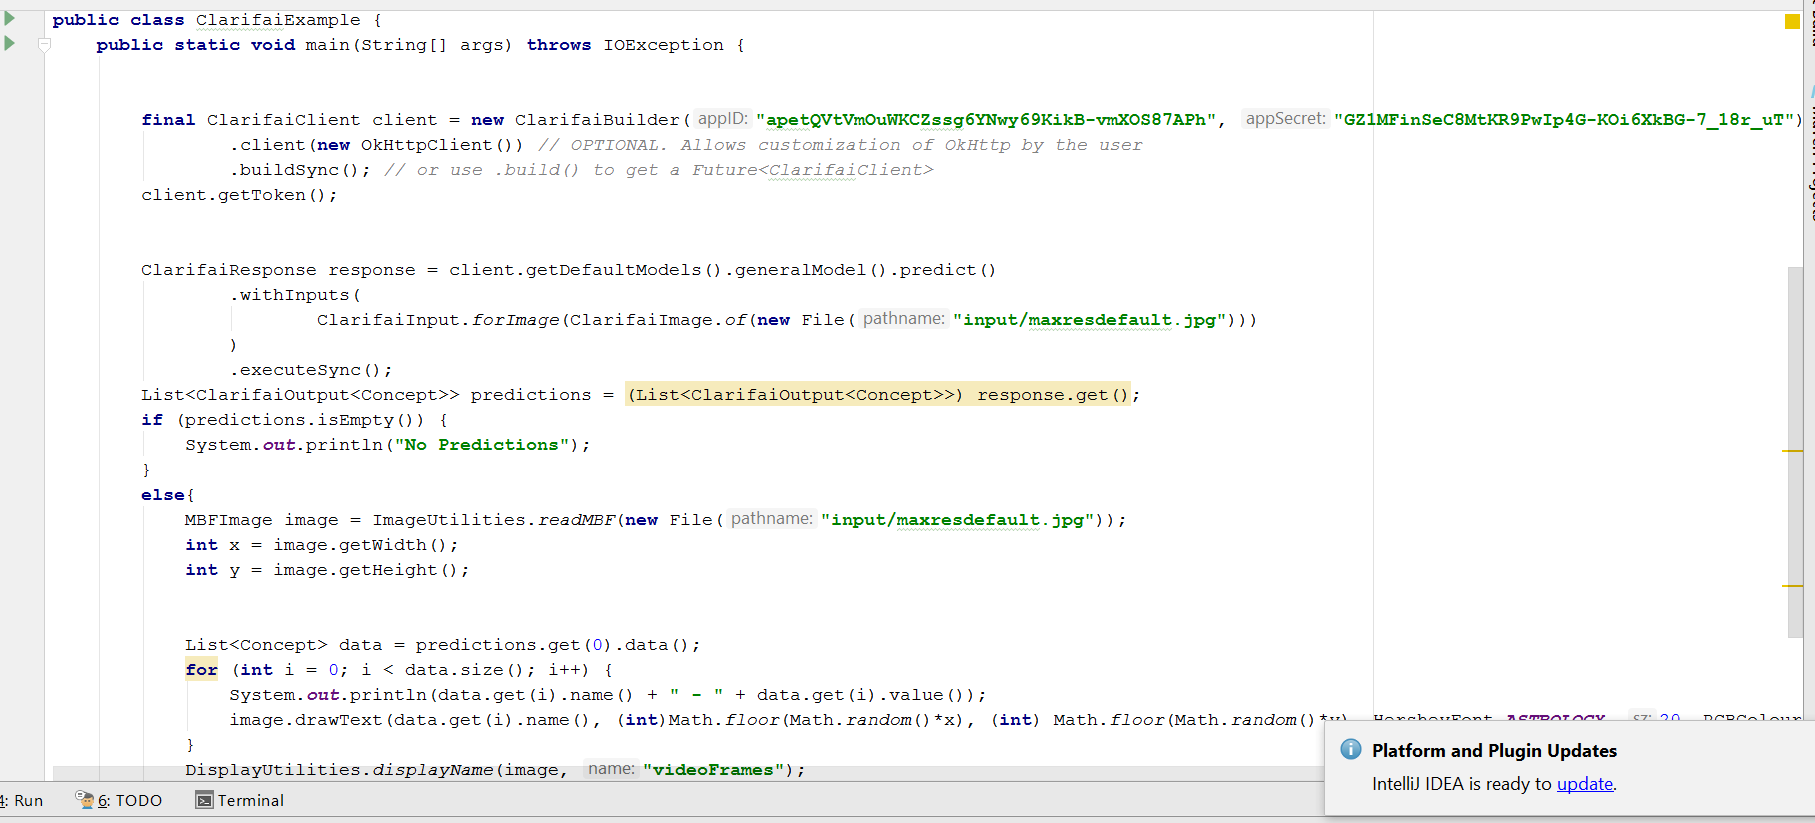 public class ClarifaiExample {
public static void main(String[] args) throws IOException {
final ClarifaiClient client = new ClarifaiBuilder( appID: "apetQVtVmOuWKCZssg6YNwy69KikB-vmXOS87APh", appSecret: "GZ1MFinSeC8MtKR9PwIp4G-KOi6XkBG-7_18r_uT")
.client(new OkHttpClient()) // OPTIONAL. Allows customization of OkHttp by the user
.buildSync(); // or use .build() to get a Future<ClarifaiClient>
client.getToken();
ClarifaiResponse response = client.getDefaultModels().generalModel().predict()
.withInputs(
ClarifaiInput.forImage(ClarifaiImage.of(new File( pathname: "input/maxresdefault.jpg")))
)
.executeSync();
List<ClarifaiOutput<Concept>> predictions = (List<ClarifaiOutput<Concept>>) response.get();
if (predictions.isEmpty()) {
System.out.println("No Predictions");
}
else{
MBFImage image = ImageUtilities.readMBF(new File( pathname: "input/maxresdefault.jpg"));
int x = image.getWidth();
int y = image.getHeight();
List<Concept> data = predictions.get(0).data();
for (int i = 0; i < data.size(); i++) {
System.out.println(data.get(i).name() + " - " + data.get(i).value());
image.drawText(data.get(i).name(), (int)Math.floor(Math.random()*x), (int) Math.floor(Math.random()*y), HersheyFont.ASTROLOGY, sz: 20, RGBColour
}
DisplayUtilities.displayName(image, name: "videoFrames");
4: Run 6: TODO Terminal
Platform and Plugin Updates
IntelliJ IDEA is ready to update.